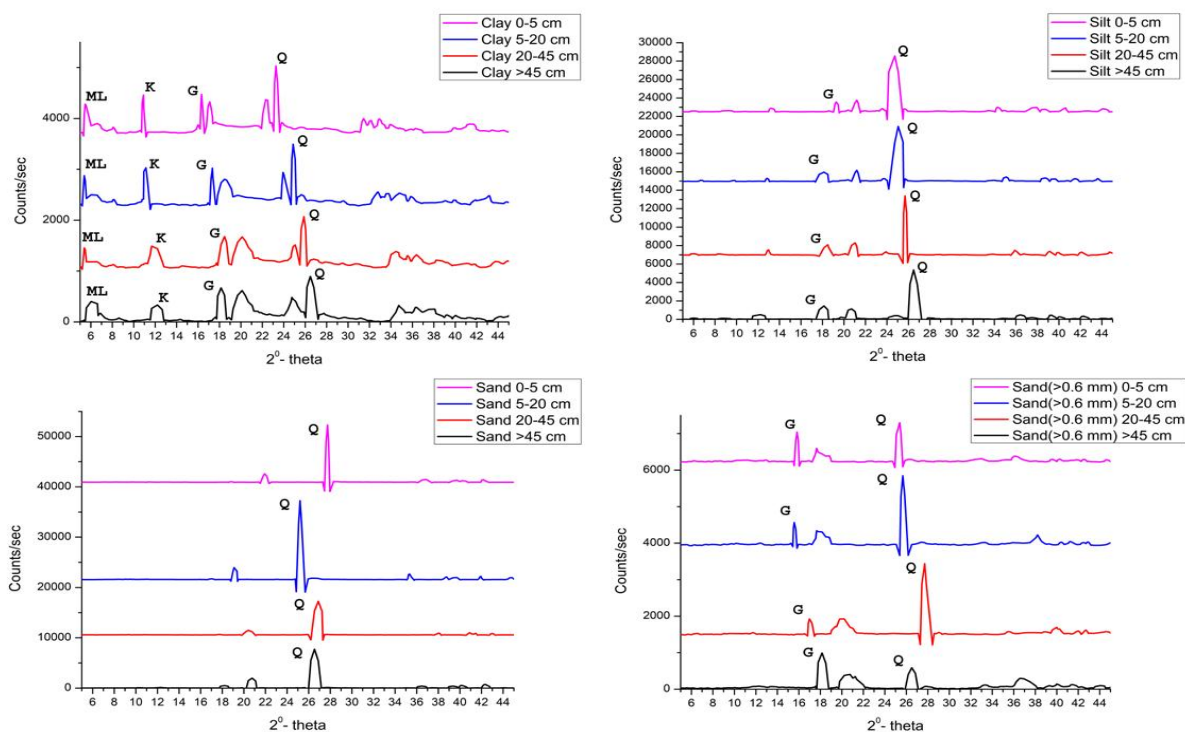 Clay 0-5 cm
Clay 5-20 cm
Clay 20-45 cm
Clay >45 cm
ML K G Q
ML K G Q
ML K G Q
ML K G Q
4000
2000
0
Counts/sec
6 8 10 12 14 16 18 20 22 24 26 28 30 32 34 36 38 40 42 44
2⁰- theta
Silt 0-5 cm
Silt 5-20 cm
Silt 20-45 cm
Silt >45 cm
G Q
G Q
G Q
G Q
30000
28000
26000
24000
22000
20000
18000
16000
14000
12000
10000
8000
6000
4000
2000
0
Counts/sec
6 8 10 12 14 16 18 20 22 24 26 28 30 32 34 36 38 40 42 44
2⁰- theta
Sand 0-5 cm
Sand 5-20 cm
Sand 20-45 cm
Sand >45 cm
Q
Q
Q
Q
50000
40000
30000
20000
10000
0
Counts/sec
6 8 10 12 14 16 18 20 22 24 26 28 30 32 34 36 38 40 42 44
2⁰- theta
Sand(>0.6 mm) 0-5 cm
Sand(>0.6 mm) 5-20 cm
Sand(>0.6 mm) 20-45 cm
Sand(>0.6 mm) >45 cm
G Q
G Q
G Q
G Q
6000
4000
2000
0
Counts/sec
6 8 10 12 14 16 18 20 22 24 26 28 30 32 34 36 38 40 42 44
2⁰- theta